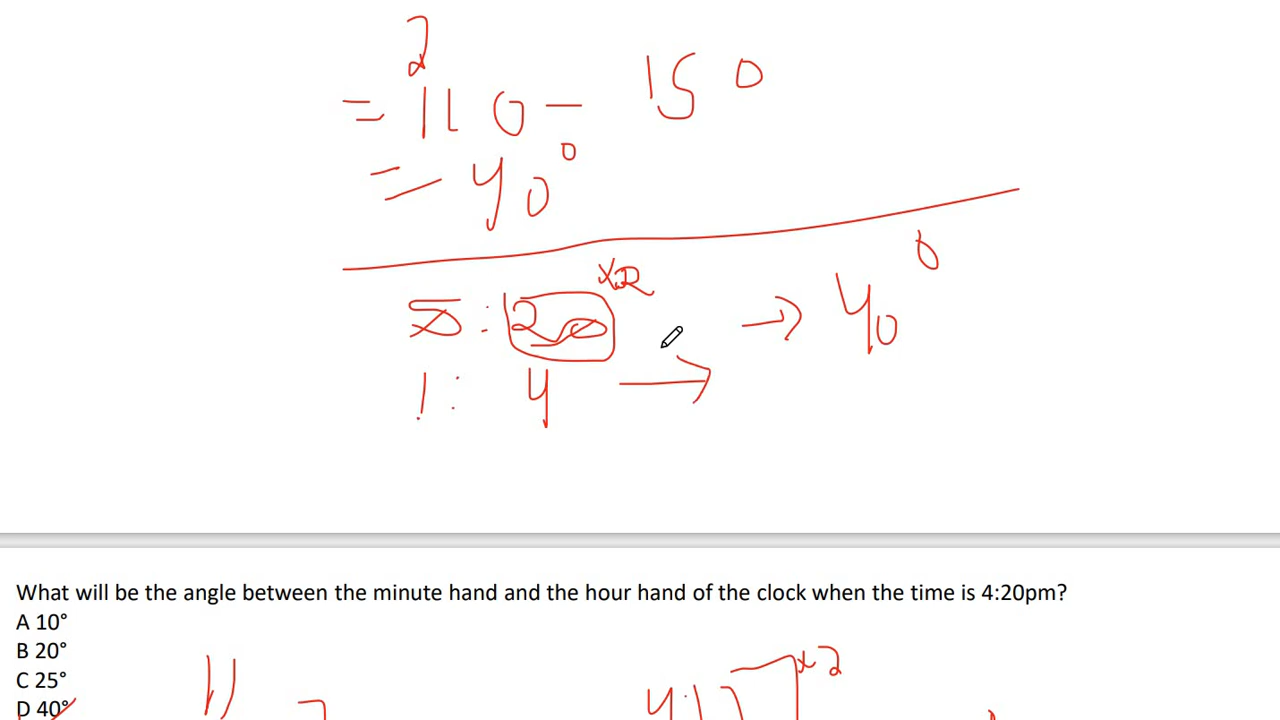 2
= 110 - 150
= 40°
x2
5:20 → 40°
1: 4 →
What will be the angle between the minute hand and the hour hand of the clock when the time is 4:20pm?
A 10°
B 20°
C 25°
D 40°
x2